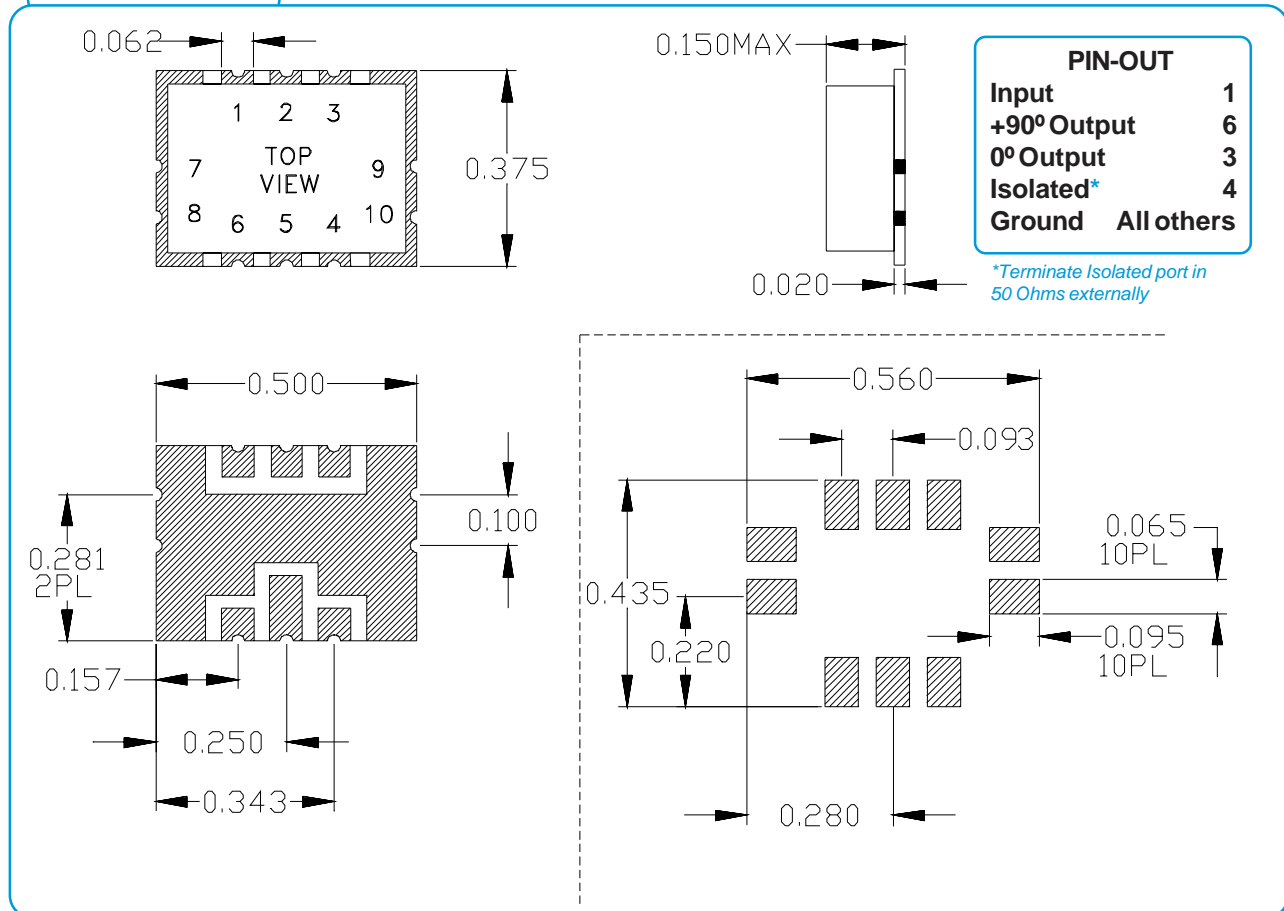 0.062
0.150MAX
PIN-OUT
Input 1
+90º Output 6
0º Output 3
Isolated* 4
Ground All others
*Terminate Isolated port in
50 Ohms externally
1 2 3
TOP
VIEW
7 9
8 10
6 5 4
0.375
0.020
0.500
0.100
0.281
2PL
0.157
0.250
0.343
0.560
0.093
0.065
10PL
0.435
0.220
0.095
10PL
0.280